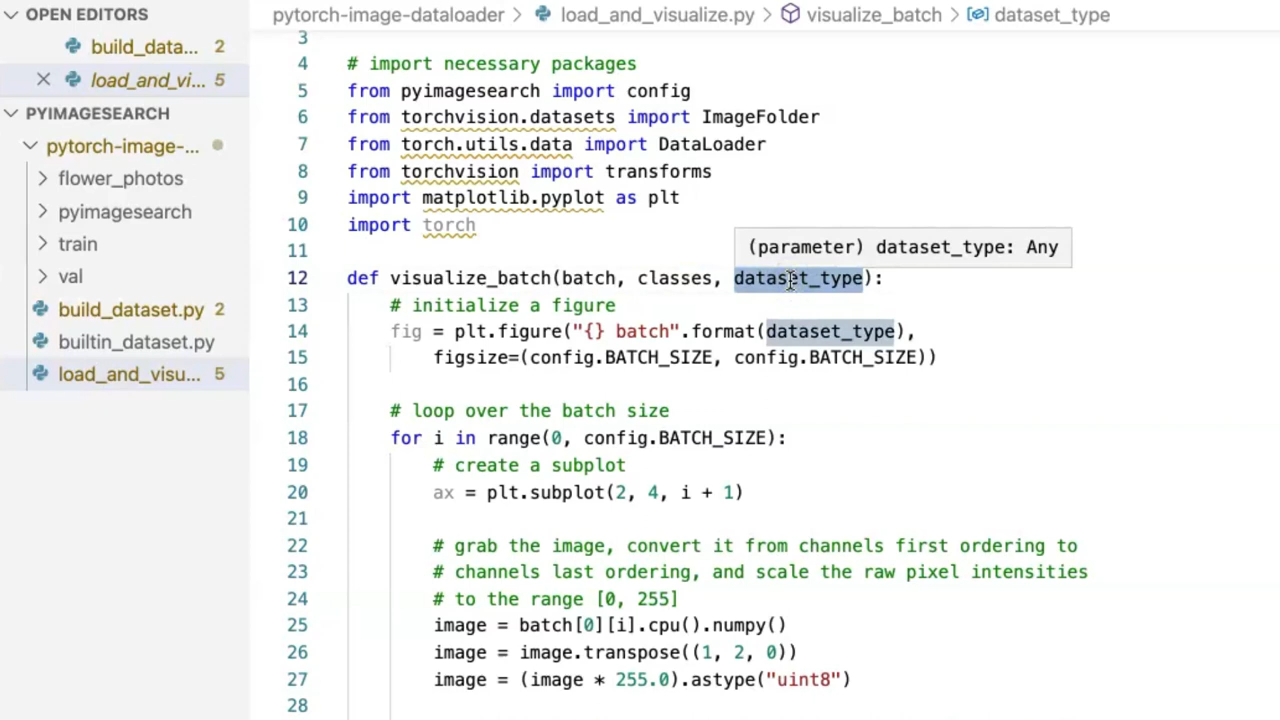 OPEN EDITORS
build_data... 2
load_and_vi... 5
PYIMAGESEARCH
pytorch-image-...
flower_photos
pyimagesearch
train
val
build_dataset.py 2
builtin_dataset.py
load_and_visu... 5
pytorch-image-dataloader > load_and_visualize.py > visualize_batch > dataset_type
3
4 # import necessary packages
5 from pyimagesearch import config
6 from torchvision.datasets import ImageFolder
7 from torch.utils.data import DataLoader
8 from torchvision import transforms
9 import matplotlib.pyplot as plt
10 import torch
11
(parameter) dataset_type: Any
12 def visualize_batch(batch, classes, dataset_type):
13 # initialize a figure
14 fig = plt.figure("{} batch".format(dataset_type),
15 figsize=(config.BATCH_SIZE, config.BATCH_SIZE))
16
17 # loop over the batch size
18 for i in range(0, config.BATCH_SIZE):
19 # create a subplot
20 ax = plt.subplot(2, 4, i + 1)
21
22 # grab the image, convert it from channels first ordering to
23 # channels last ordering, and scale the raw pixel intensities
24 # to the range [0, 255]
25 image = batch[0][i].cpu().numpy()
26 image = image.transpose((1, 2, 0))
27 image = (image * 255.0).astype("uint8")
28